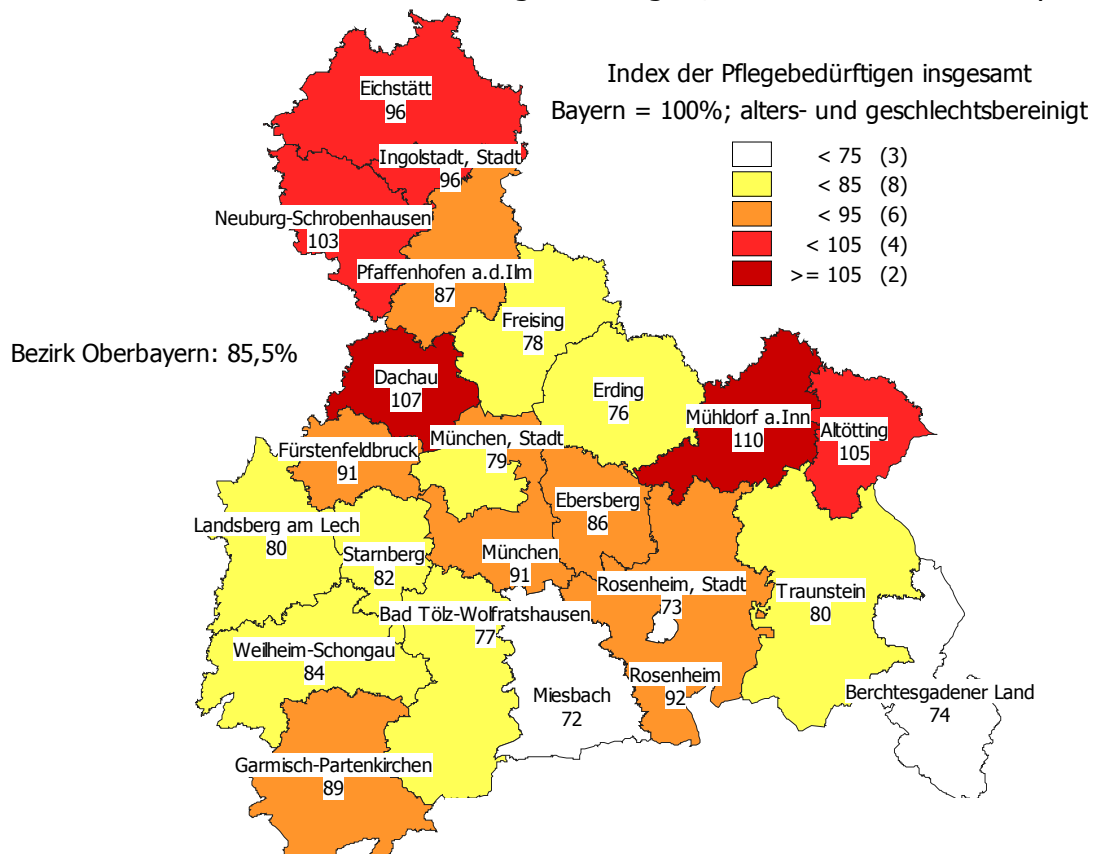 Eichstätt
96
Index der Pflegebedürftigen insgesamt
Bayern = 100%; alters- und geschlechtsbereinigt
< 75 (3)
< 85 (8)
< 95 (6)
< 105 (4)
>= 105 (2)
Ingolstadt, Stadt
96
Neuburg-Schrobenhausen
103
Pfaffenhofen a.d.Ilm
87
Freising
78
Bezirk Oberbayern: 85,5%
Dachau
107
Erding
76
Mühldorf a.Inn
110
Altötting
105
Fürstenfeldbruck
91
München, Stadt
79
Ebersberg
86
Landsberg am Lech
80
Starnberg
82
München
91
Rosenheim, Stadt
73
Traunstein
80
Bad Tölz-Wolfratshausen
77
Weilheim-Schongau
84
Miesbach
72
Rosenheim
92
Berchtesgadener Land
74
Garmisch-Partenkirchen
89